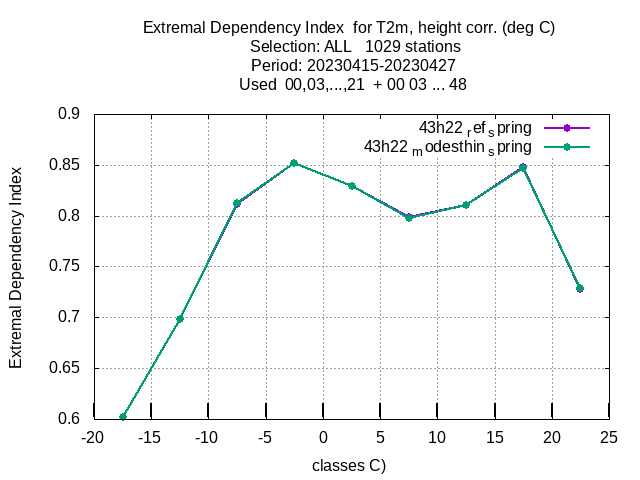 Extremal Dependency Index  for T2m, height corr. (deg C)
Selection: ALL   1029 stations
Period: 20230415-20230427
Used  00,03,...,21  + 00 03 ... 48
43h22 ref spring
43h22 modesthin spring
Extremal Dependency Index
0.9
0.85
0.8
0.75
0.7
0.65
0.6
-20 -15 -10 -5 0 5 10 15 20 25
classes C)